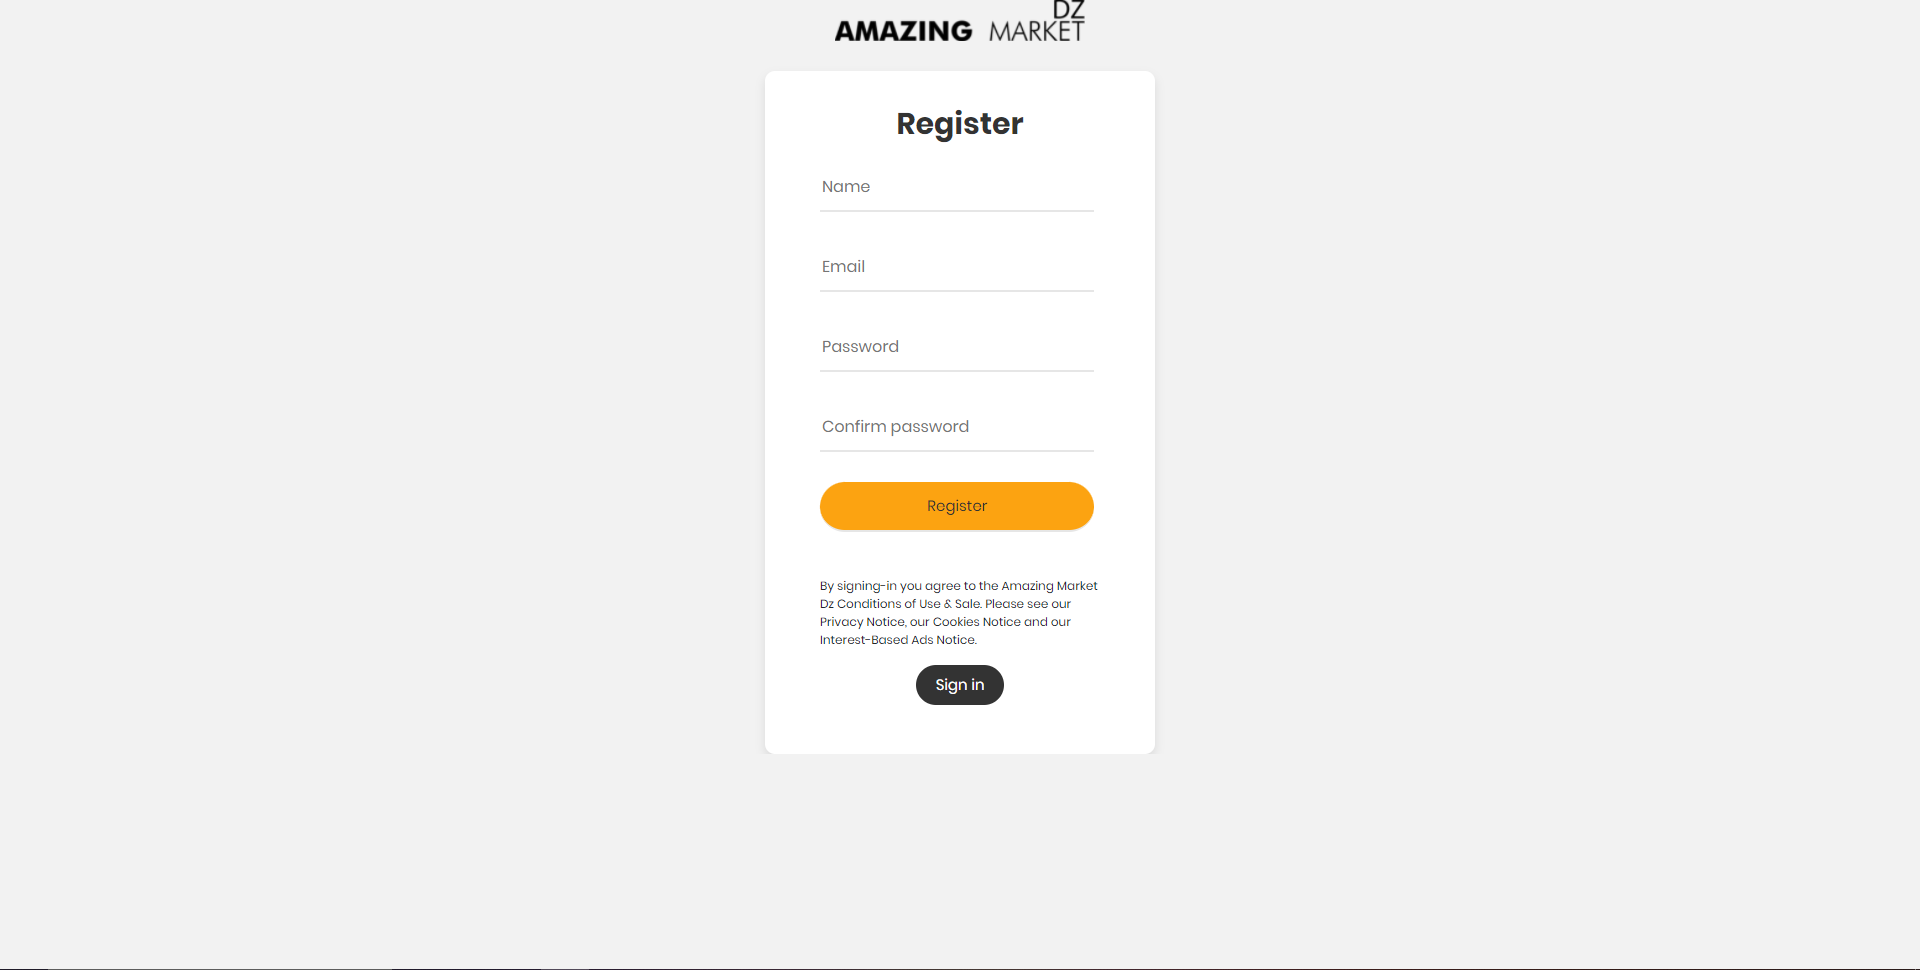 DZ
AMAZING MARKET
Register
Name
Email
Password
Confirm password
Register
By signing-in you agree to the Amazing Market
Dz Conditions of Use & Sale. Please see our
Privacy Notice, our Cookies Notice and our
Interest-Based Ads Notice.
Sign in